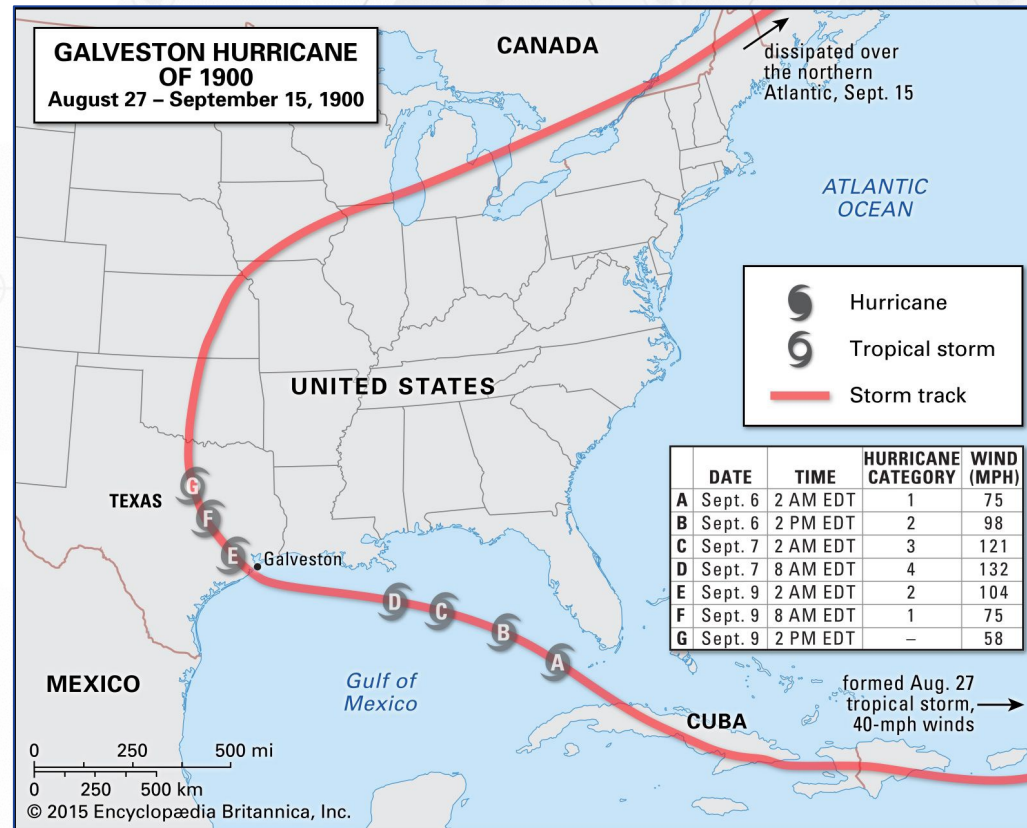 GALVESTON HURRICANE
OF 1900
August 27 – September 15, 1900
CANADA
dissipated over
the northern
Atlantic, Sept. 15
ATLANTIC
OCEAN
Hurricane
Tropical storm
Storm track
UNITED STATES
DATE TIME HURRICANE CATEGORY WIND (MPH)
A Sept. 6 2 AM EDT 1 75
B Sept. 6 2 PM EDT 2 98
C Sept. 7 2 AM EDT 3 121
D Sept. 7 8 AM EDT 4 132
E Sept. 9 2 AM EDT 2 104
F Sept. 9 8 AM EDT 1 75
G Sept. 9 2 PM EDT – 58
G
TEXAS
F
E
Galveston
D
C
B
A
MEXICO
Gulf of
Mexico
CUBA
formed Aug. 27
tropical storm,
40-mph winds
0 250 500 mi
0 250 500 km
© 2015 Encyclopædia Britannica, Inc.